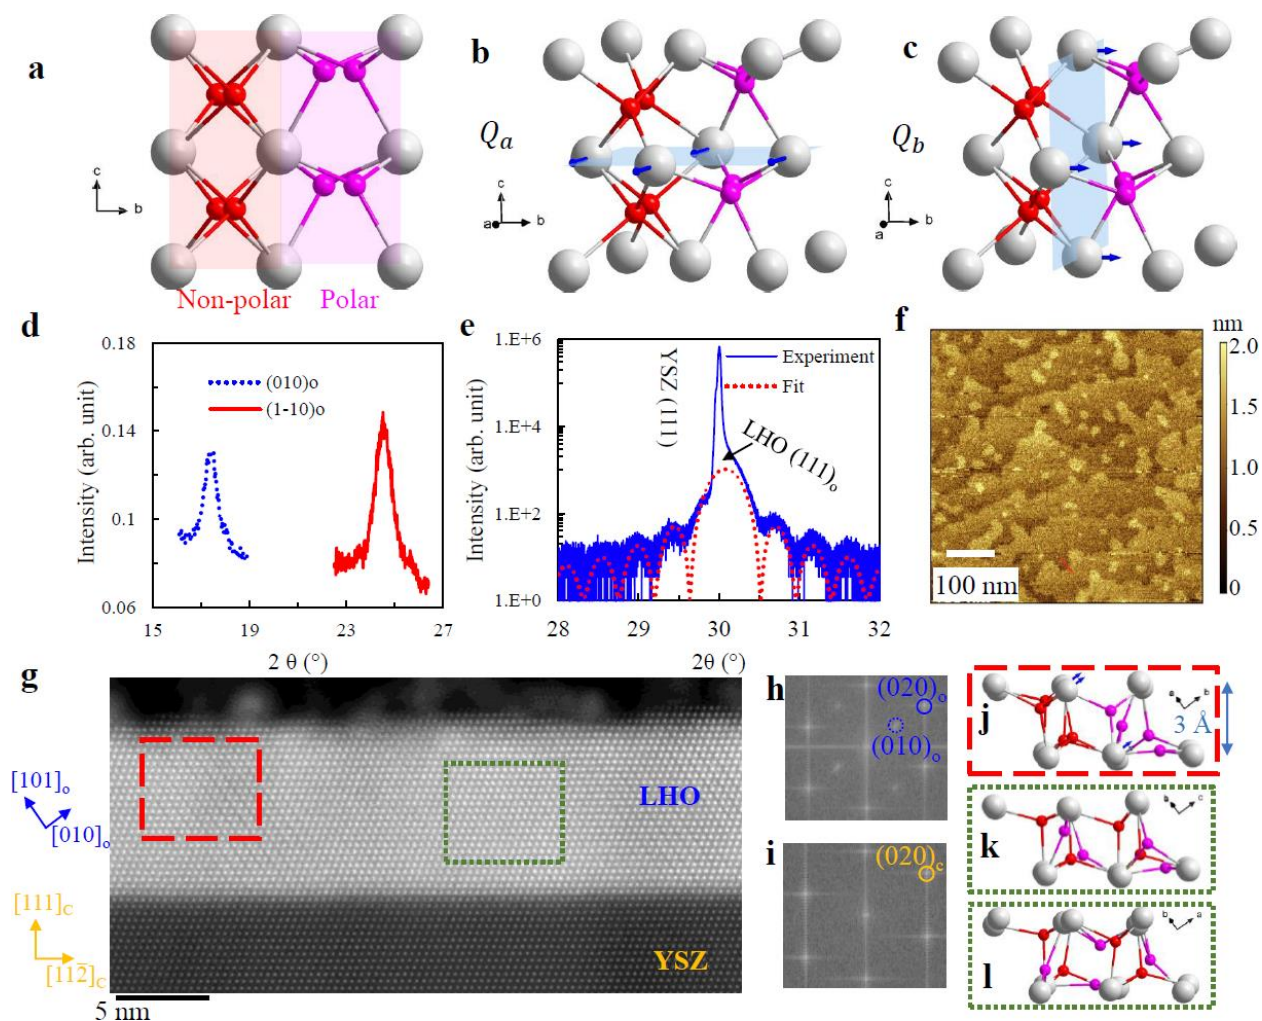 a
c
b
Non-polar
Polar
b
Qa
c
a
b
c
Qb
c
a
b
d
Intensity (arb. unit)
0.18
0.14
0.1
0.06
(010)o
(1-10)o
15
19
23
27
2 θ (°)
e
Intensity (arb. unit)
1.E+6
1.E+4
1.E+2
1.E+0
YSZ (111)
Experiment
Fit
LHO (111)o
28
29
30
31
32
2θ (°)
f
nm
2.0
1.5
1.0
0.5
0
100 nm
g
[101]o
[010]o
LHO
[111]C
[112̅]C
YSZ
5 nm
h
(020)o
(010)o
i
(020)c
j
a
b
3 Å
k
c
l
b
a